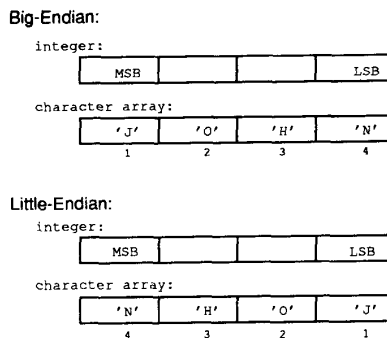 Big-Endian:
integer:
MSB LSB
character array:
'J' 'O' 'H' 'N'
1 2 3 4
Little-Endian:
integer:
MSB LSB
character array:
'N' 'H' 'O' 'J'
4 3 2 1